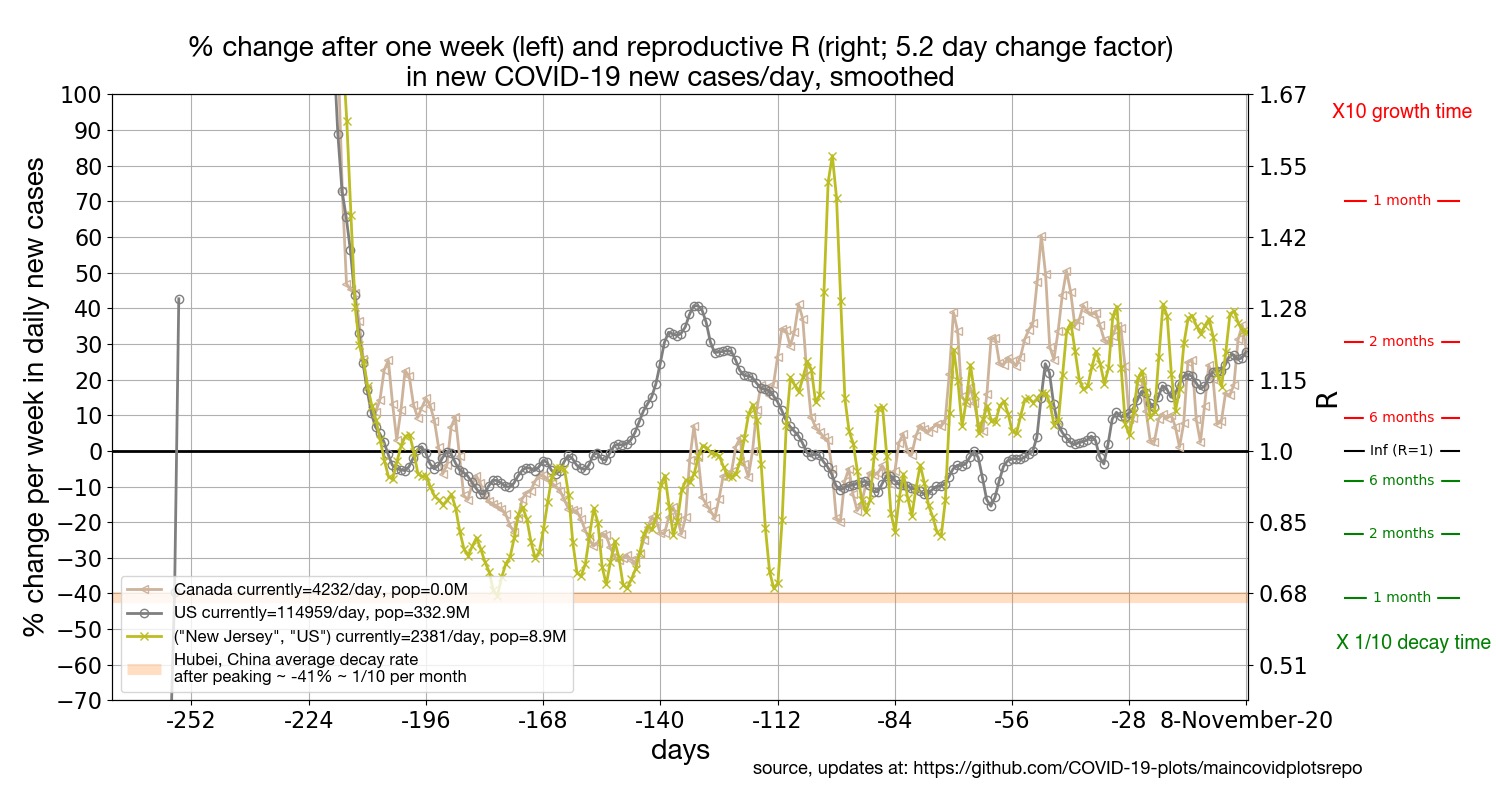 % change after one week (left) and reproductive R (right; 5.2 day change factor)
in new COVID-19 new cases/day, smoothed
% change per week in daily new cases
100
90
80
70
60
50
40
30
20
10
0
−10
−20
−30
−40
−50
−60
−70
1.67
1.55
1.42
1.28
1.15
1.0
0.85
0.68
0.51
R
X10 growth time
1 month
2 months
6 months
Inf (R=1)
6 months
2 months
1 month
X 1/10 decay time
Canada currently=4232/day, pop=0.0M
US currently=114959/day, pop=332.9M
("New Jersey", "US") currently=2381/day, pop=8.9M
Hubei, China average decay rate
after peaking ~ -41% ~ 1/10 per month
-252 -224 -196 -168 -140 -112 -84 -56 -28 8-November-20
days
source, updates at: https://github.com/COVID-19-plots/maincovidplotsrepo